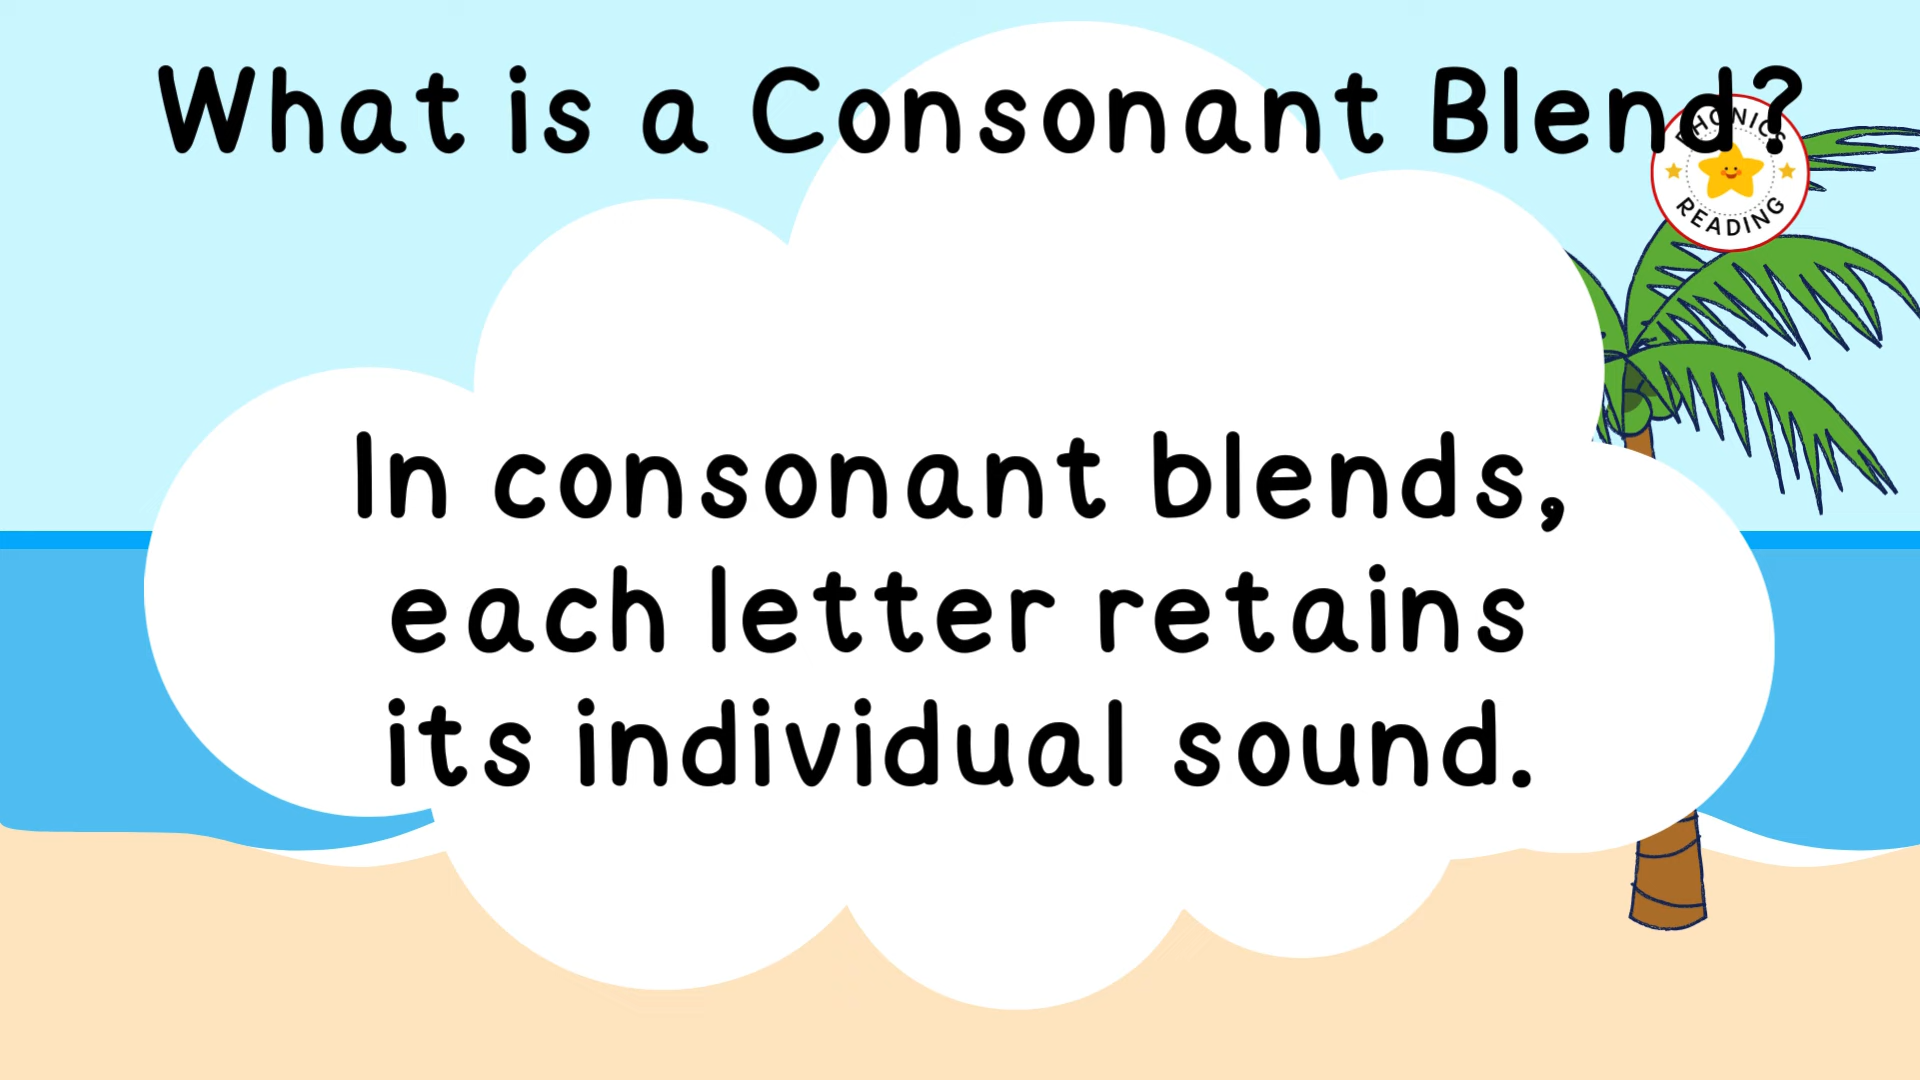 What is a Consonant Blend?
PHONICS
READING
In consonant blends,
each letter retains
its individual sound.